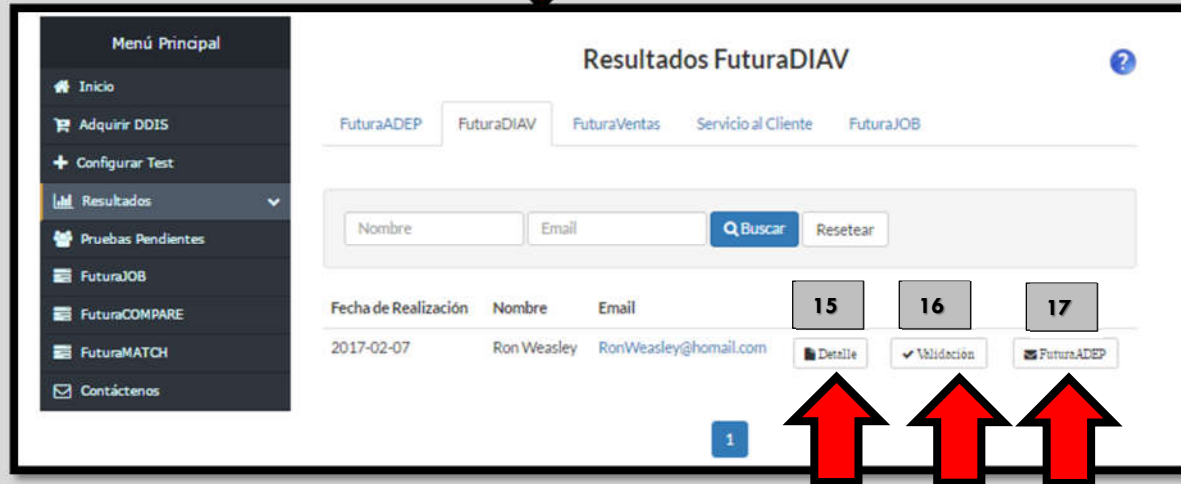 Menú Principal
Inicio
Adquirir DDIS
Configurar Test
Resultados
Pruebas Pendientes
FuturaJOB
FuturaCOMPARE
FuturaMATCH
Contáctenos
Resultados FuturaDIAV
?
FuturaADEP FuturaDIAV FuturaVentas Servicio al Cliente FuturaJOB
Nombre Email Buscar Resetear
Fecha de Realización Nombre Email 15 16 17
2017-02-07 Ron Weasley RonWeasley@homail.com Detalle Validación FuturaADEP
1